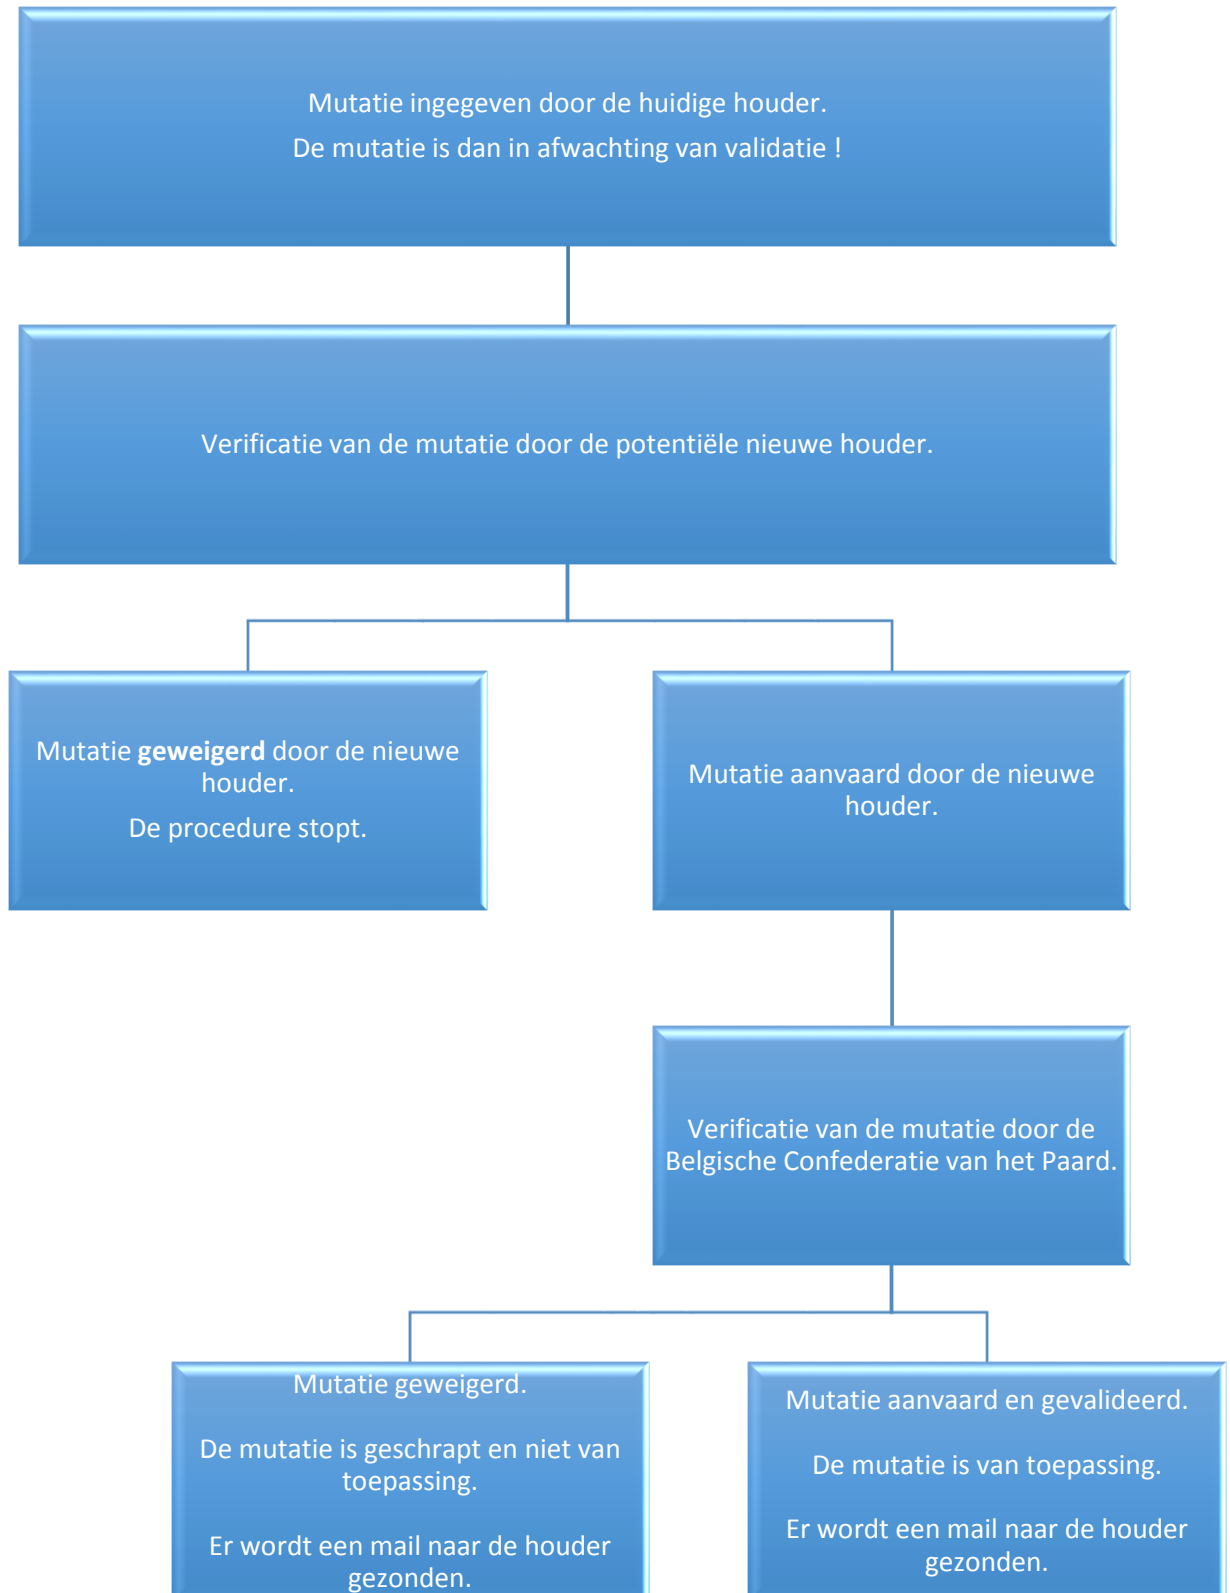 Mutatie ingegeven door de huidige houder.
De mutatie is dan in afwachting van validatie !
Verificatie van de mutatie door de potentiële nieuwe houder.
Mutatie geweigerd door de nieuwe
houder.
De procedure stopt.
Mutatie aanvaard door de nieuwe
houder.
Verificatie van de mutatie door de
Belgische Confederatie van het Paard.
Mutatie geweigerd.
De mutatie is geschrapt en niet van
toepassing.
Er wordt een mail naar de houder
gezonden.
Mutatie aanvaard en gevalideerd.
De mutatie is van toepassing.
Er wordt een mail naar de houder
gezonden.